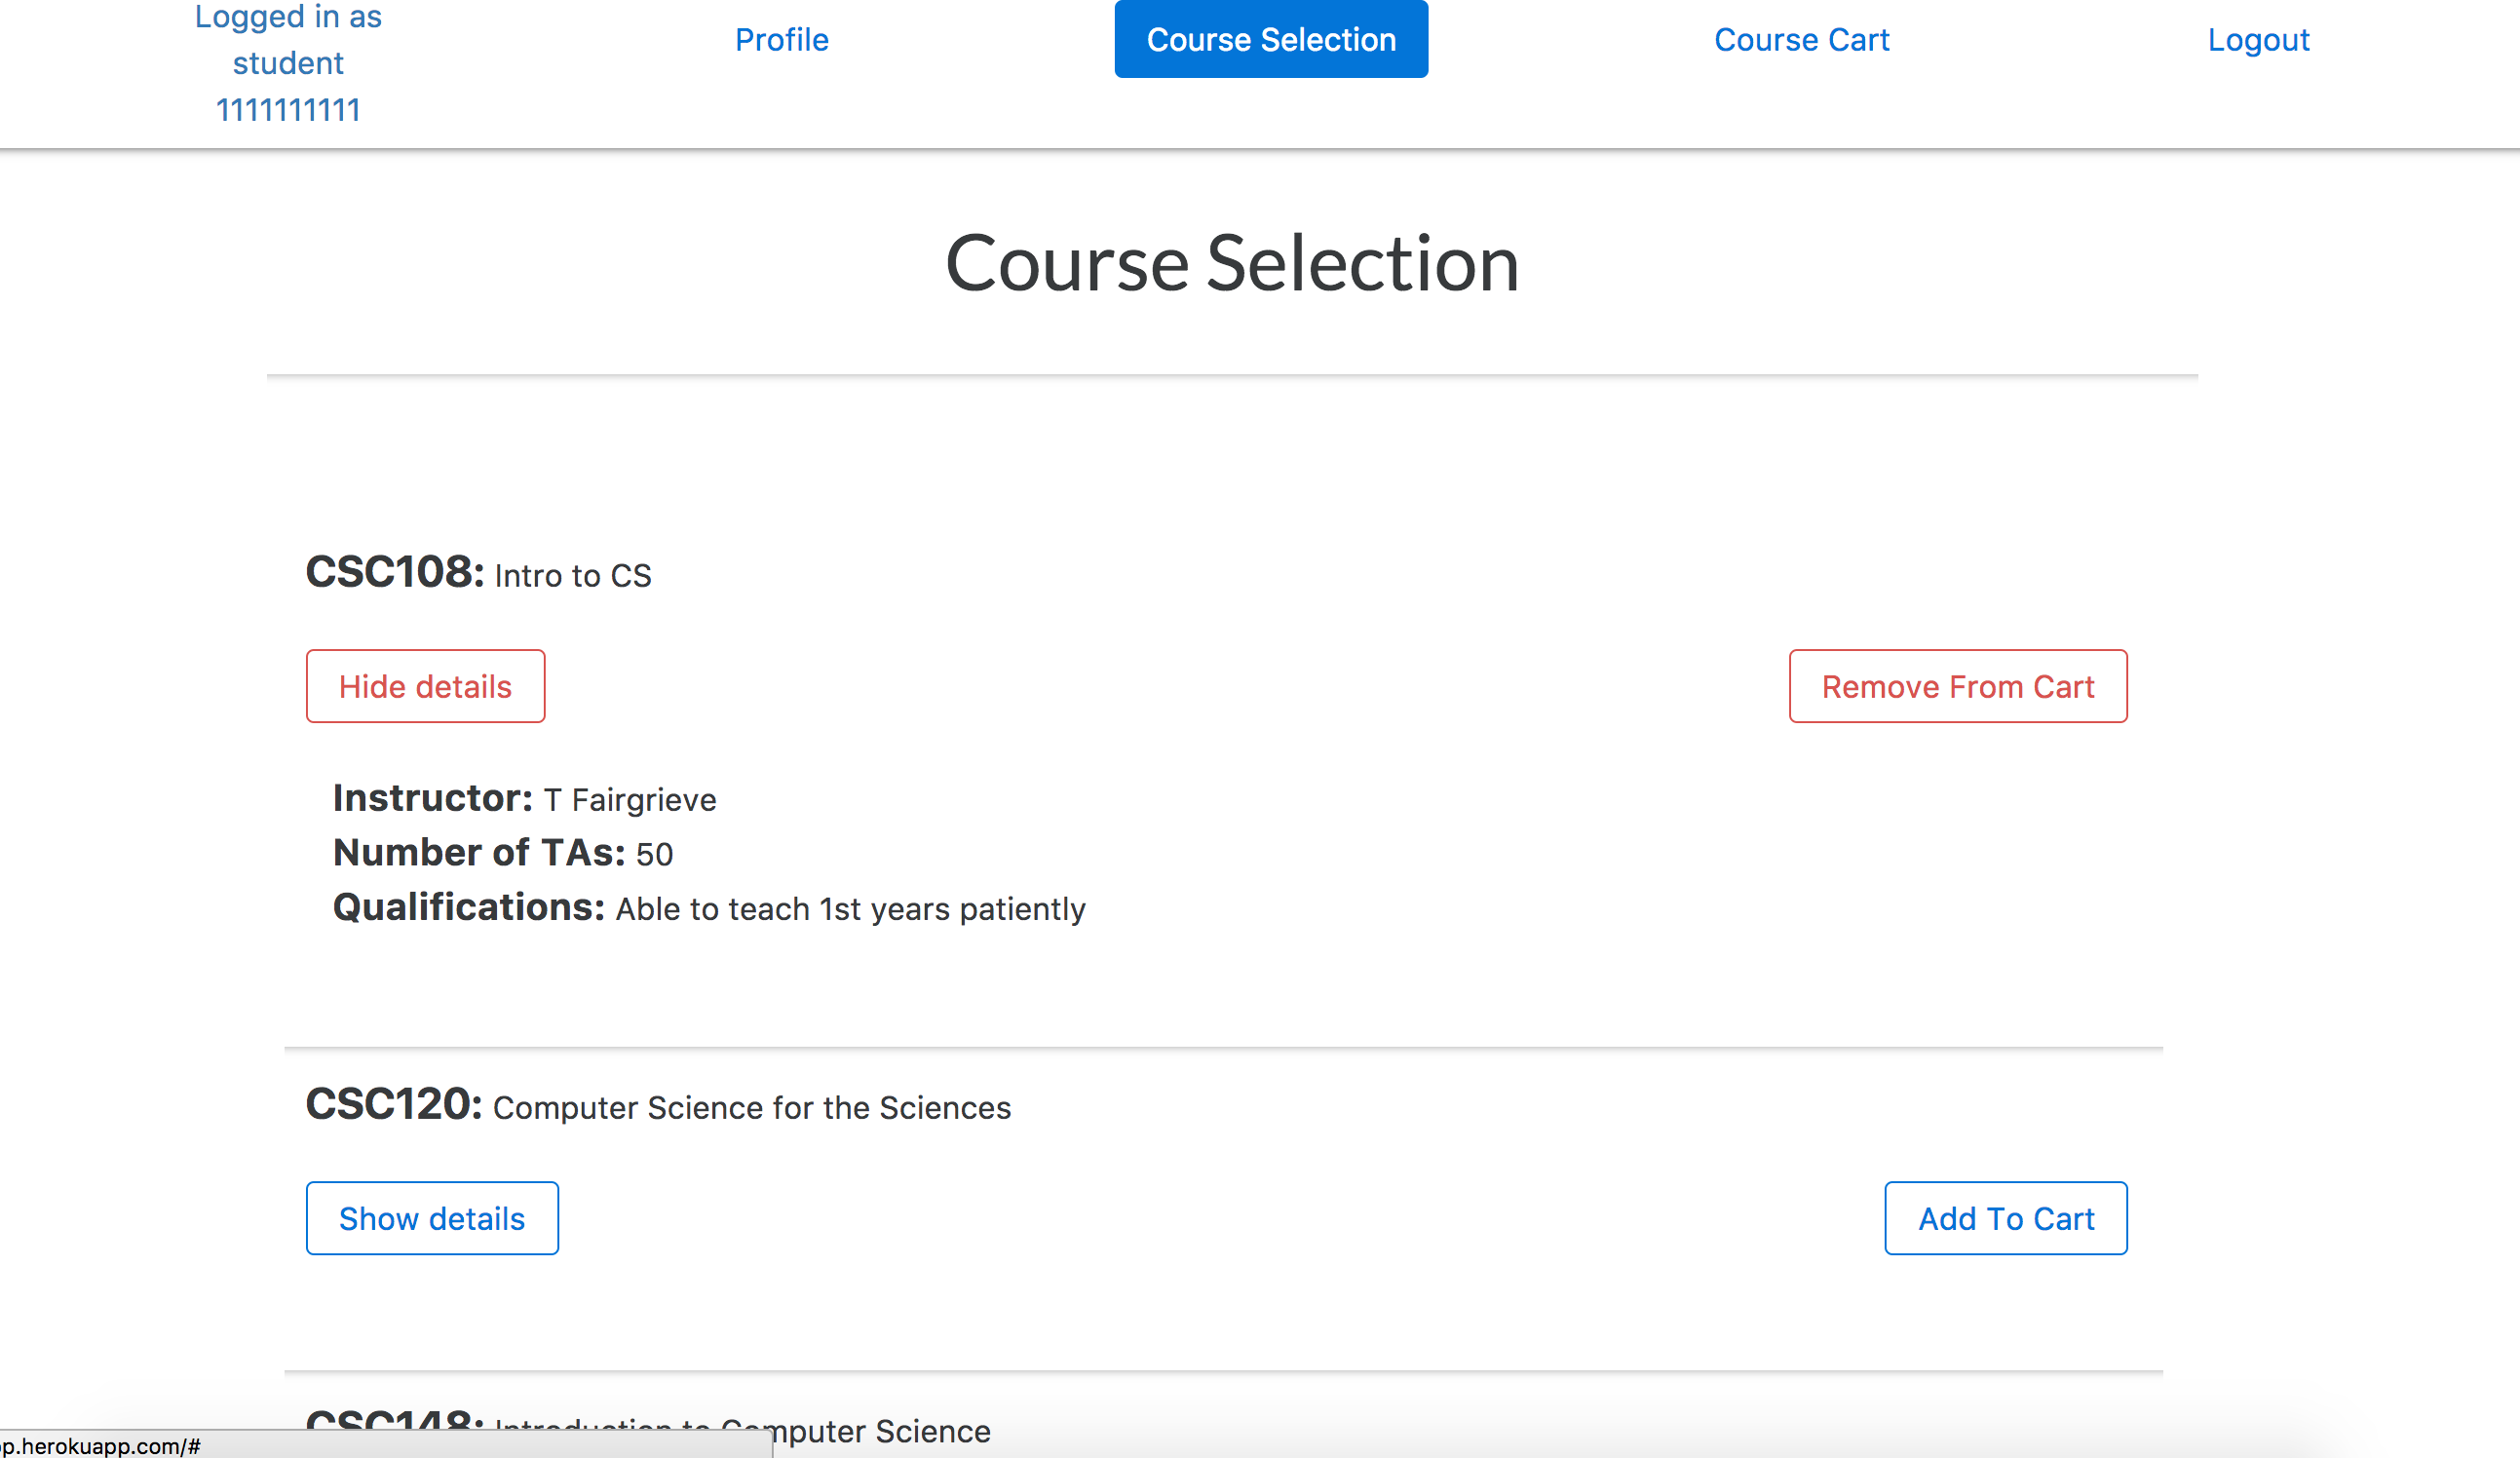 Logged in as
student
1111111111
Profile
Course Selection
Course Cart
Logout
Course Selection
CSC108: Intro to CS
Hide details
Remove From Cart
Instructor: T Fairgrieve
Number of TAs: 50
Qualifications: Able to teach 1st years patiently
CSC120: Computer Science for the Sciences
Show details
Add To Cart
CSC148: Introduction to Computer Science
p.herokuapp.com/#